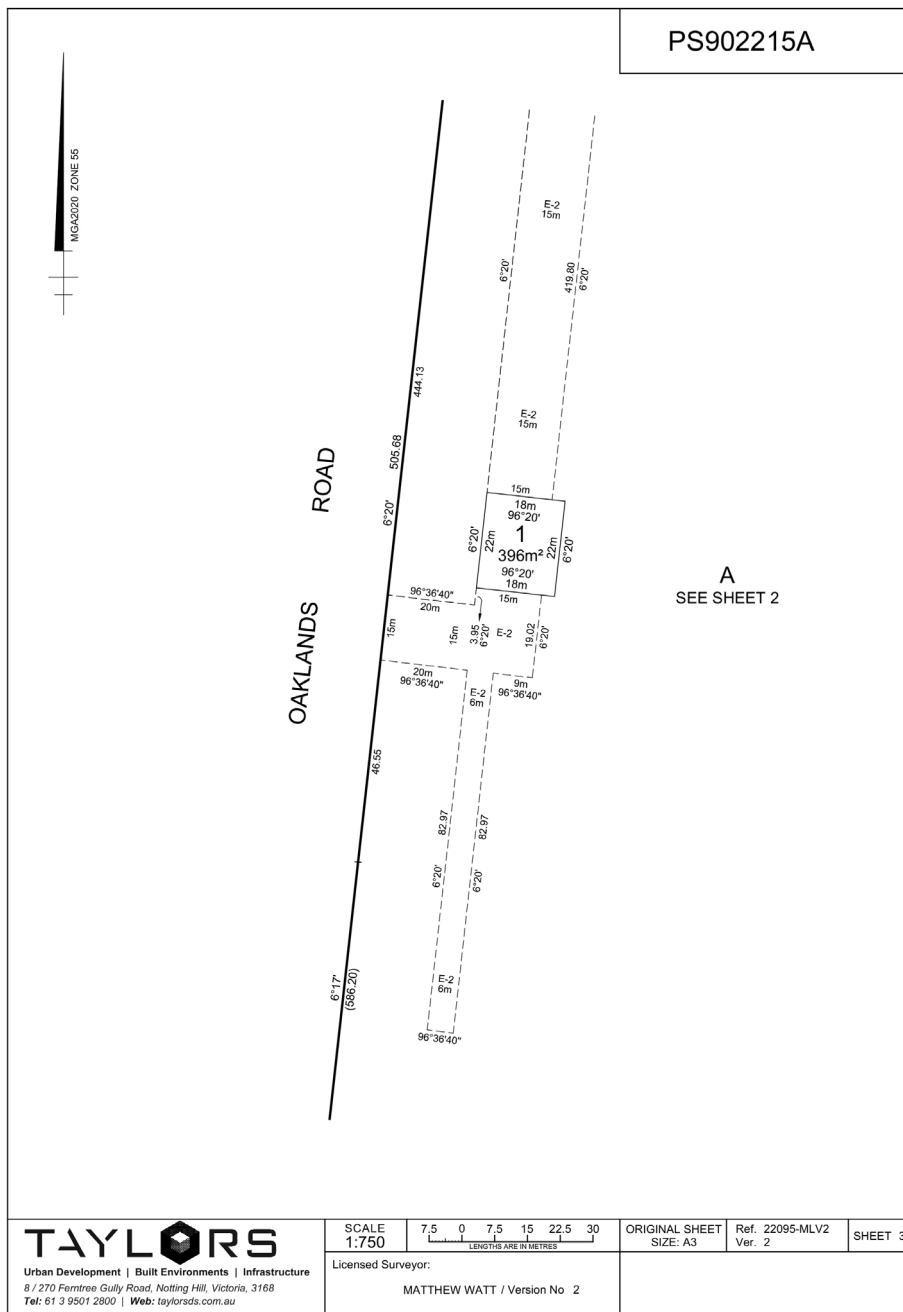 PS902215A
MGA2020 ZONE 55
E-2
15m
6°20'
419.80
6°20'
444.13
505.68
6°20'
E-2
15m
ROAD
OAKLANDS
15m
18m
96°20'
6°20'
22m
1
396m²
22m
6°20'
96°20'
18m
15m
A
SEE SHEET 2
96°36'40"
20m
15m
15m
3.95
6°20'
E-2
19.02
6°20'
20m
96°36'40"
9m
96°36'40"
E-2
6m
46.55
82.97
82.97
6°20'
6°20'
E-2
6m
6°17'
(586.20)
96°36'40"
TAYLORS
Urban Development | Built Environments | Infrastructure
8 / 270 Ferntree Gully Road, Notting Hill, Victoria, 3168
Tel: 61 3 9501 2800 | Web: taylorsds.com.au
SCALE
1:750
7.5 0 7.5 15 22.5 30
LENGTHS ARE IN METRES
ORIGINAL SHEET
SIZE: A3
Ref. 22095-MLV2
Ver. 2
SHEET 3
Licensed Surveyor:
MATTHEW WATT / Version No 2